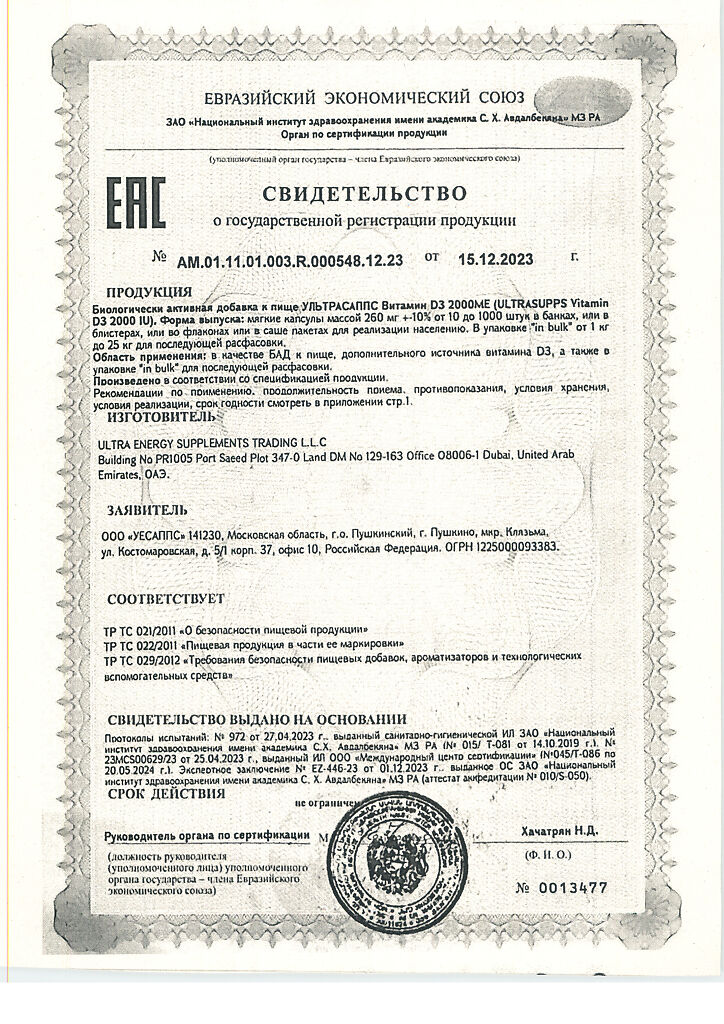 ЕВРАЗИЙСКИЙ ЭКОНОМИЧЕСКИЙ СОЮЗ
ЗАО «Национальный институт здравоохранения имени академика С. Х. Авдалбекяна» МЗ РА
Орган по сертификации продукции
(уполномоченный орган государства – члена Евразийского экономического союза)
EAC
СВИДЕТЕЛЬСТВО
о государственной регистрации продукции
№ AM.01.11.01.003.R.000548.12.23 от 15.12.2023 г.
ПРОДУКЦИЯ
Биологически активная добавка к пище УЛЬТРАСАППС Витамин D3 2000МЕ (ULTRASUPPS Vitamin
D3 2000 IU). Форма выпуска: мягкие капсулы массой 260 мг +-10% от 10 до 1000 штук в банках, или в
блистерах, или во флаконах или в саше пакетах для реализации населению. В упаковке "in bulk" от 1 кг
до 25 кг для последующей расфасовки.
Область применения: в качестве БАД к пище, дополнительного источника витамина D3, а также в
упаковке "in bulk" для последующей расфасовки.
Произведено в соответствии со спецификацией продукции.
Рекомендации по применению, продолжительность приема, противопоказания, условия хранения,
условия реализации, срок годности смотреть в приложении стр.1.
ИЗГОТОВИТЕЛЬ
ULTRA ENERGY SUPPLEMENTS TRADING L.L.C
Building No PR1005 Port Saeed Plot 347-0 Land DM No 129-163 Office O8006-1 Dubai, United Arab
Emirates, ОАЭ.
ЗАЯВИТЕЛЬ
ООО «УЕСАППС» 141230, Московская область, г.о. Пушкинский, г. Пушкино, мкр. Клязьма,
ул. Костомаровская, д. 5/1 корп. 37, офис 10, Российская Федерация. ОГРН 1225000093383.
СООТВЕТСТВУЕТ
ТР ТС 021/2011 «О безопасности пищевой продукции»
ТР ТС 022/2011 «Пищевая продукция в части ее маркировки»
ТР ТС 029/2012 «Требования безопасности пищевых добавок, ароматизаторов и технологических
вспомогательных средств»
СВИДЕТЕЛЬСТВО ВЫДАНО НА ОСНОВАНИИ
Протоколы испытаний: № 972 от 27.04.2023 г., выданный санитарно-гигиенической ИЛ ЗАО «Национальный
институт здравоохранения имени академика С.Х. Авдалбекяна» МЗ РА (№ 015/ Т-081 от 14.10.2019 г.). №
23MCS00629/23 от 25.04.2023 г., выданный ИЛ ООО «Международный центр сертификации» (№045/Т-086 по
20.05.2024 г.). Экспертное заключение № EZ-446-23 от 01.12.2023 г., выданное ОС ЗАО «Национальный
институт здравоохранения имени академика С. Х. Авдалбекяна» МЗ РА (аттестат аккредитации № 010/S-050).
СРОК ДЕЙСТВИЯ
не ограничен
Руководитель органа по сертификации
Хачатрян Н.Д.
(должность руководителя
(уполномоченного лица) уполномоченного
органа государства – члена Евразийского
экономического союза)
(Ф. И. О.)
№ 0013477